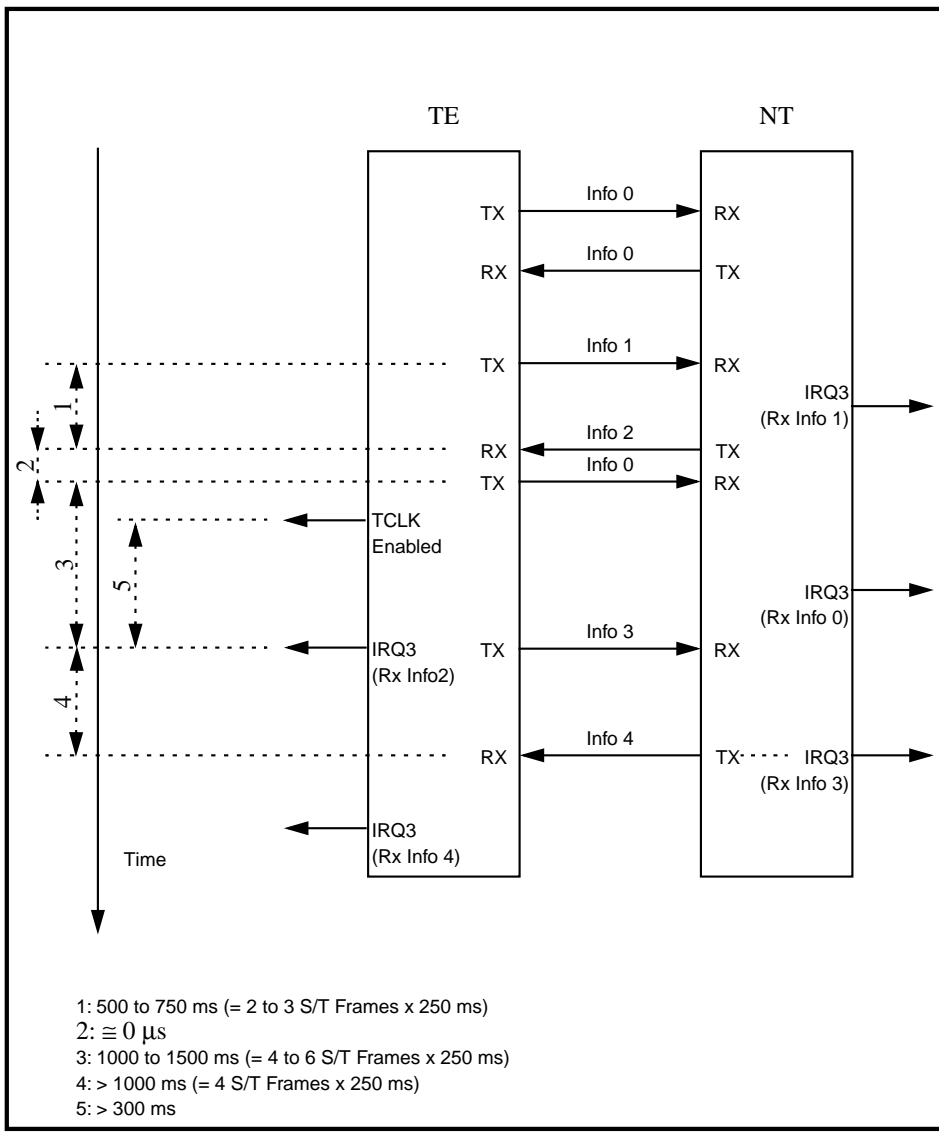 TE NT
TX Info 0 RX
RX Info 0 TX
TX Info 1 RX
IRQ3
(Rx Info 1)
1
RX Info 2 TX
2
TX Info 0 RX
TCLK
Enabled
3
5
IRQ3
(Rx Info 0)
IRQ3 TX Info 3 RX
(Rx Info2)
4
RX Info 4 TX IRQ3
(Rx Info 3)
IRQ3
(Rx Info 4)
Time
1: 500 to 750 ms (= 2 to 3 S/T Frames x 250 ms)
2: ≅ 0 μs
3: 1000 to 1500 ms (= 4 to 6 S/T Frames x 250 ms)
4: > 1000 ms (= 4 S/T Frames x 250 ms)
5: > 300 ms